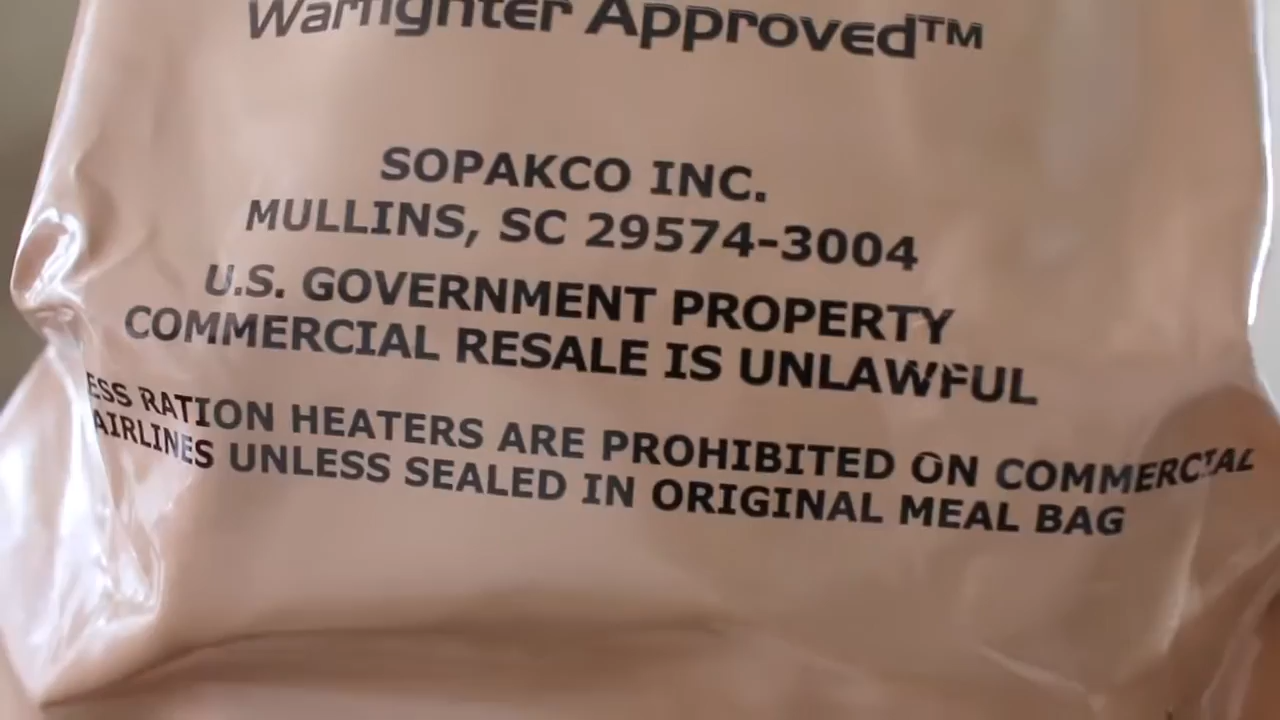 Warfighter Approved™
SOPAKCO INC.
MULLINS, SC 29574-3004
U.S. GOVERNMENT PROPERTY
COMMERCIAL RESALE IS UNLAWFUL
ESS RATION HEATERS ARE PROHIBITED ON COMMERCIAL
AIRLINES UNLESS SEALED IN ORIGINAL MEAL BAG